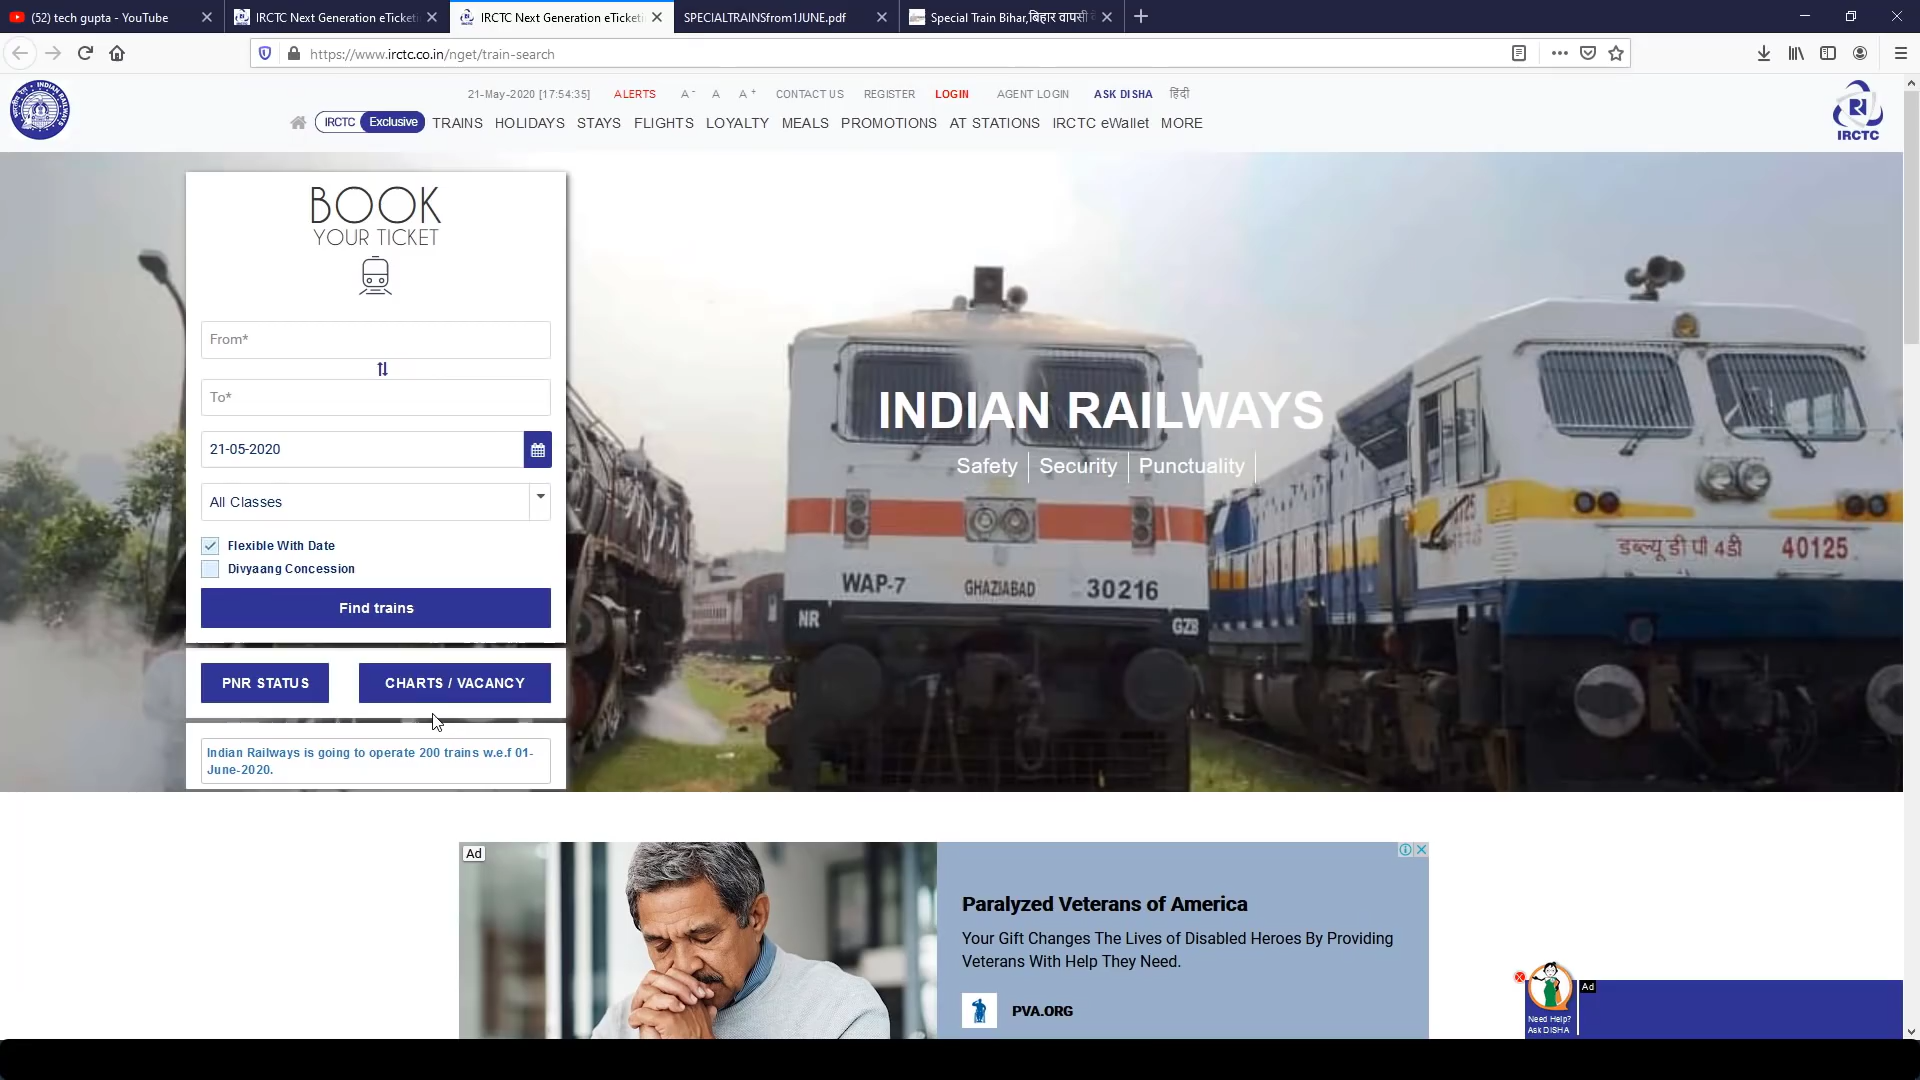 (52) tech gupta - YouTube
IRCTC Next Generation eTicketi
IRCTC Next Generation eTicketi
SPECIALTRAINSfrom1JUNE.pdf
Special Train Bihar,बिहार वापसी
https://www.irctc.co.in/nget/train-search
21-May-2020 [17:54:35] ALERTS A- A A+ CONTACT US REGISTER LOGIN AGENT LOGIN ASK DISHA हिंदी
IRCTC Exclusive TRAINS HOLIDAYS STAYS FLIGHTS LOYALTY MEALS PROMOTIONS AT STATIONS IRCTC eWallet MORE
IRCTC
BOOK
YOUR TICKET
From*
To*
21-05-2020
All Classes
Flexible With Date
Divyaang Concession
Find trains
PNR STATUS
CHARTS / VACANCY
Indian Railways is going to operate 200 trains w.e.f 01-
June-2020.
INDIAN RAILWAYS
Safety | Security | Punctuality |
WAP-7 GHAZIABAD 30216
NR GZB
डब्ल्यू डी पी 4डी 40125
Ad
Paralyzed Veterans of America
Your Gift Changes The Lives of Disabled Heroes By Providing
Veterans With Help They Need.
PVA.ORG
Need Help?
Ask DISHA
Ad